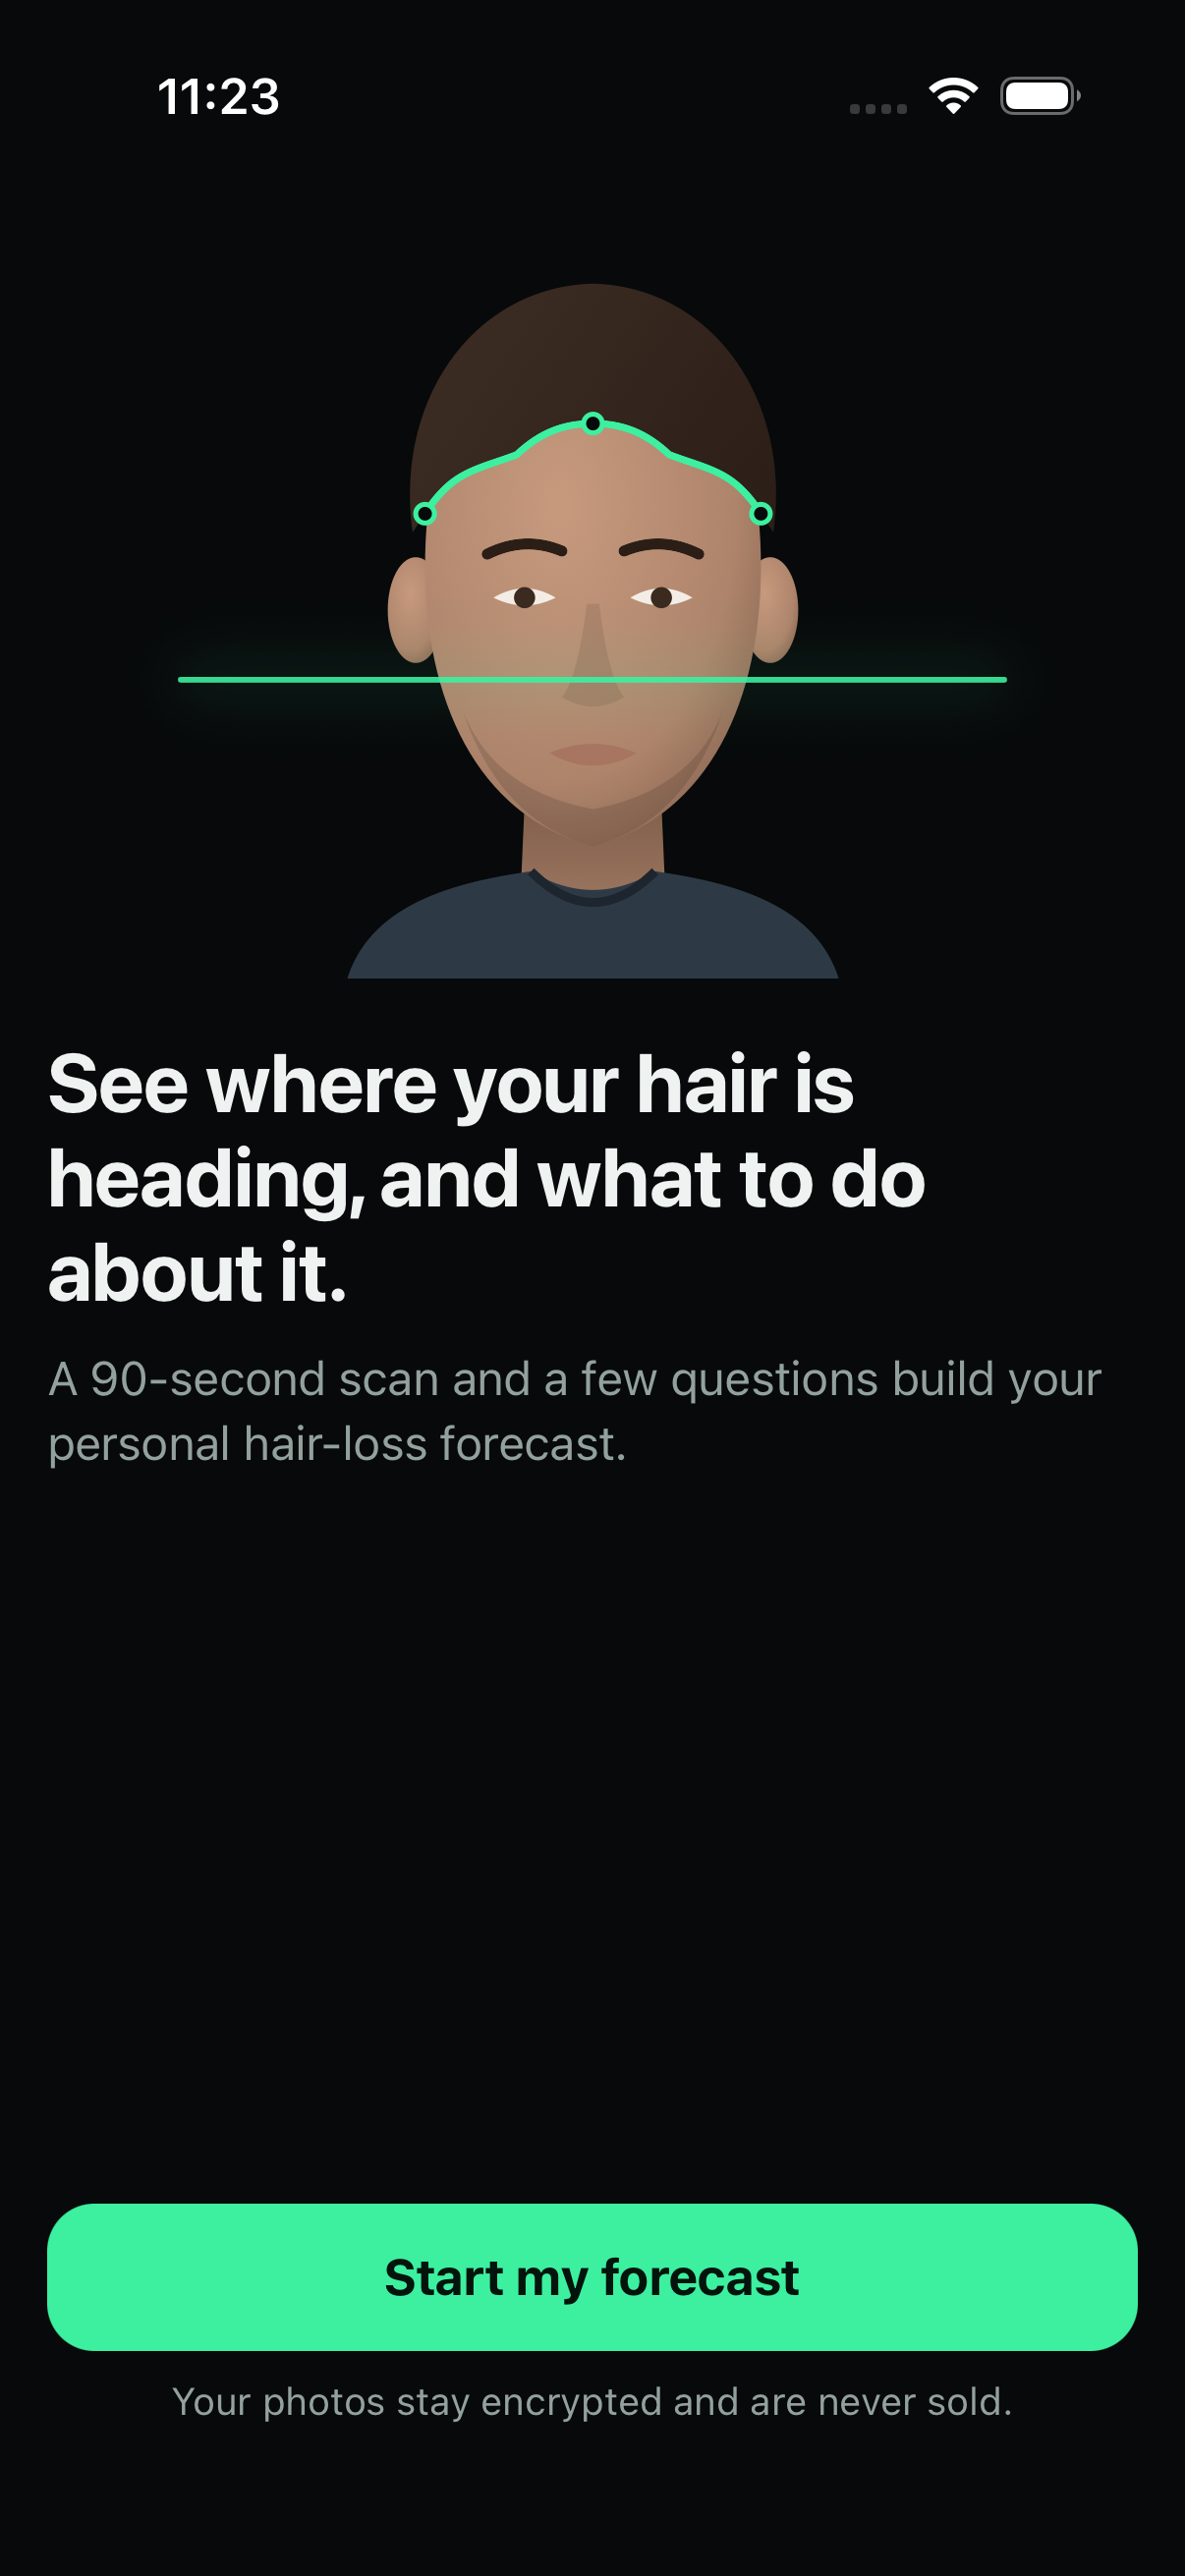 11:23
See where your hair is
heading, and what to do
about it.
A 90-second scan and a few questions build your
personal hair-loss forecast.
Start my forecast
Your photos stay encrypted and are never sold.